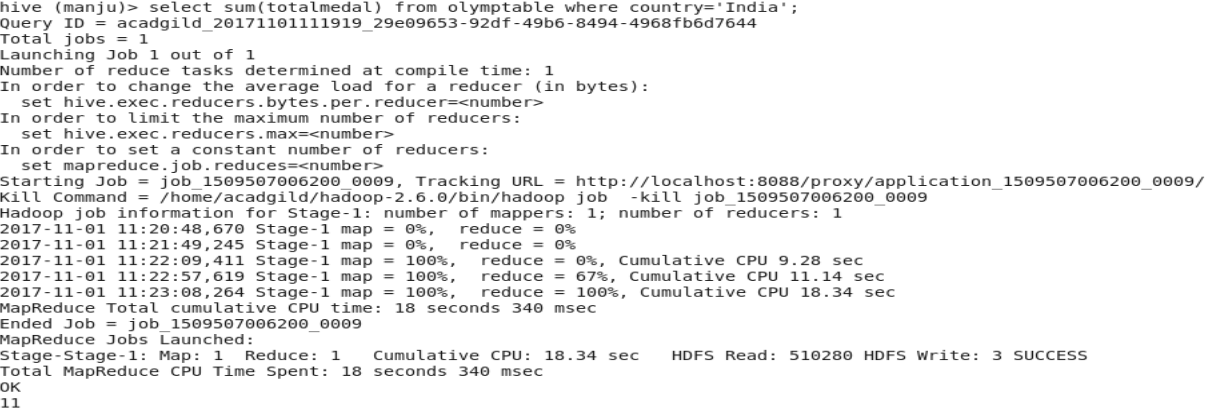 hive (manju)> select sum(totalmedal) from olymptable where country='India';
Query ID = acadgild_20171101111919_29e09653-92df-49b6-8494-4968fb6d7644
Total jobs = 1
Launching Job 1 out of 1
Number of reduce tasks determined at compile time: 1
In order to change the average load for a reducer (in bytes):
  set hive.exec.reducers.bytes.per.reducer=<number>
In order to limit the maximum number of reducers:
  set hive.exec.reducers.max=<number>
In order to set a constant number of reducers:
  set mapreduce.job.reduces=<number>
Starting Job = job_1509507006200_0009, Tracking URL = http://localhost:8088/proxy/application_1509507006200_0009/
Kill Command = /home/acadgild/hadoop-2.6.0/bin/hadoop job  -kill job_1509507006200_0009
Hadoop job information for Stage-1: number of mappers: 1; number of reducers: 1
2017-11-01 11:20:48,670 Stage-1 map = 0%,  reduce = 0%
2017-11-01 11:21:49,245 Stage-1 map = 0%,  reduce = 0%
2017-11-01 11:22:09,411 Stage-1 map = 100%,  reduce = 0%, Cumulative CPU 9.28 sec
2017-11-01 11:22:57,619 Stage-1 map = 100%,  reduce = 67%, Cumulative CPU 11.14 sec
2017-11-01 11:23:08,264 Stage-1 map = 100%,  reduce = 100%, Cumulative CPU 18.34 sec
MapReduce Total cumulative CPU time: 18 seconds 340 msec
Ended Job = job_1509507006200_0009
MapReduce Jobs Launched:
Stage-Stage-1: Map: 1  Reduce: 1   Cumulative CPU: 18.34 sec   HDFS Read: 510280 HDFS Write: 3 SUCCESS
Total MapReduce CPU Time Spent: 18 seconds 340 msec
OK
11